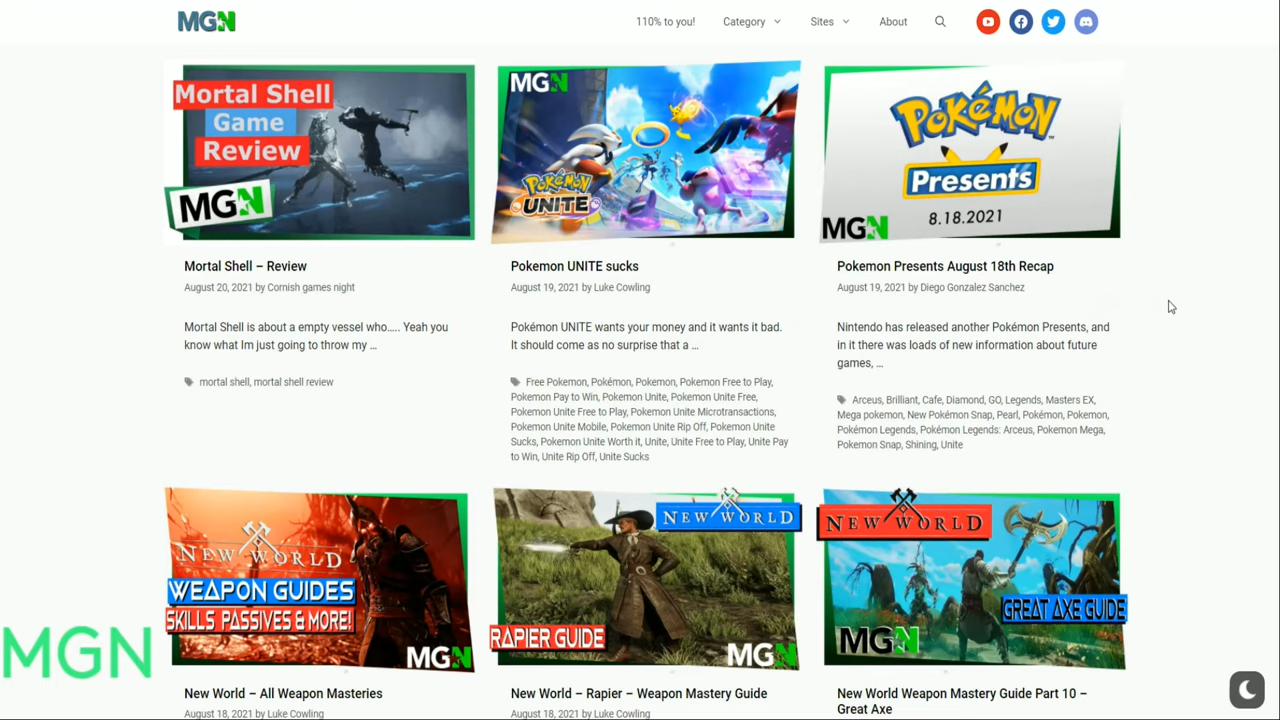 MGN
110% to you!
Category
Sites
About
Mortal Shell
Game
Review
MGN
MGN
POKÉMON
UNITE
POKéMON
Presents
8.18.2021
MGN
Mortal Shell – Review
August 20, 2021 by Cornish games night
Mortal Shell is about a empty vessel who….. Yeah you
know what Im just going to throw my ...
mortal shell, mortal shell review
Pokemon UNITE sucks
August 19, 2021 by Luke Cowling
Pokémon UNITE wants your money and it wants it bad.
It should come as no surprise that a ...
Free Pokemon, Pokémon, Pokemon, Pokemon Free to Play,
Pokemon Pay to Win, Pokemon Unite, Pokemon Unite Free,
Pokemon Unite Free to Play, Pokemon Unite Microtransactions,
Pokemon Unite Mobile, Pokemon Unite Rip Off, Pokemon Unite
Sucks, Pokemon Unite Worth it, Unite, Unite Free to Play, Unite Pay
to Win, Unite Rip Off, Unite Sucks
Pokemon Presents August 18th Recap
August 19, 2021 by Diego Gonzalez Sanchez
Nintendo has released another Pokémon Presents, and
in it there was loads of new information about future
games, ...
Arceus, Brilliant, Cafe, Diamond, GO, Legends, Masters EX,
Mega pokemon, New Pokémon Snap, Pearl, Pokémon, Pokemon,
Pokémon Legends, Pokémon Legends: Arceus, Pokemon Mega,
Pokemon Snap, Shining, Unite
NEW WORLD
WEAPON GUIDES
SKILLS PASSIVES & MORE!
MGN
NEW WORLD
RAPIER GUIDE
MGN
NEW WORLD
GREAT AXE GUIDE
MGN
MGN
New World – All Weapon Masteries
August 18, 2021 by Luke Cowling
New World – Rapier – Weapon Mastery Guide
August 18, 2021 by Luke Cowling
New World Weapon Mastery Guide Part 10 –
Great Axe